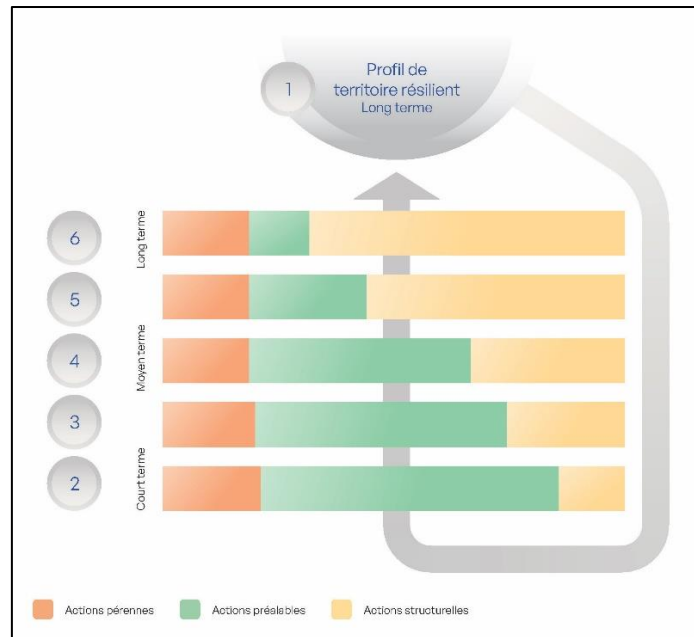 1
Profil de
territoire résilient
Long terme
6
Long terme
5
4
Moyen terme
3
2
Court terme
Actions pérennes
Actions préalables
Actions structurelles